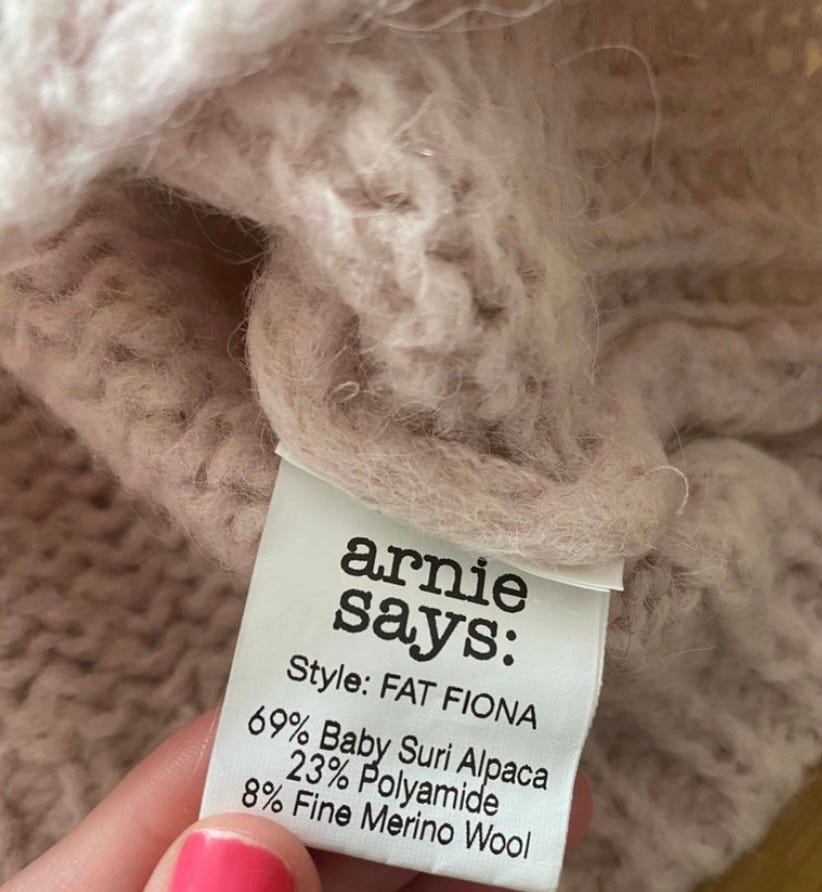 arnie
says:
Style: FAT FIONA
69% Baby Suri Alpaca
23% Polyamide
8% Fine Merino Wool